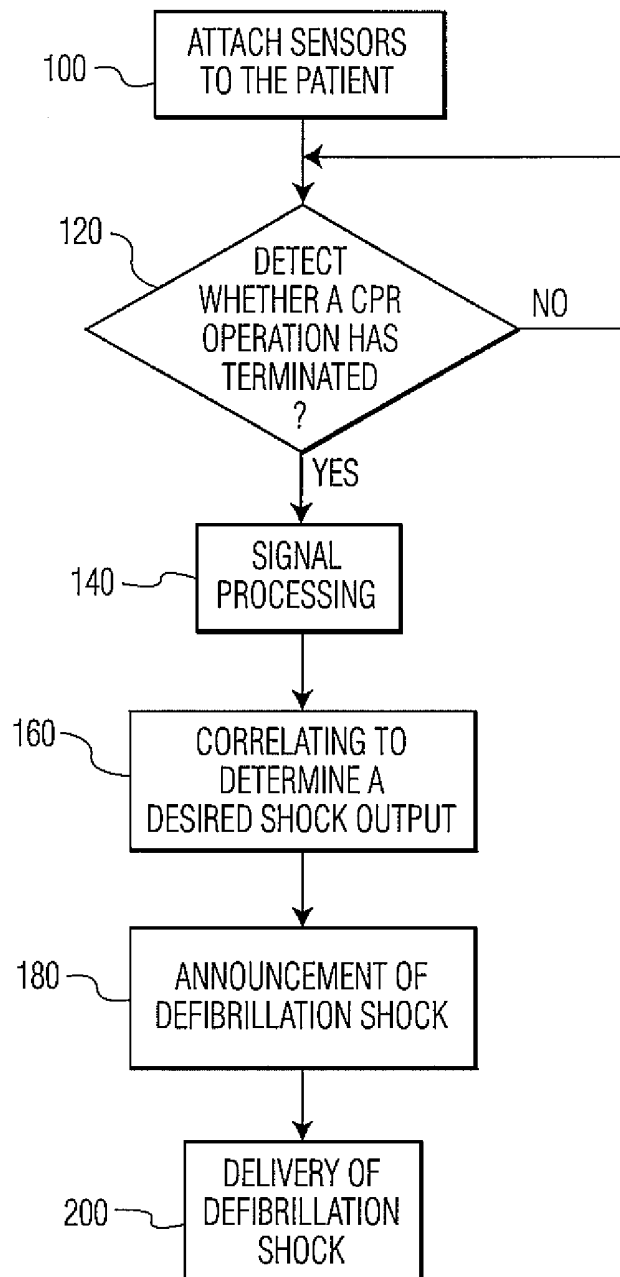 ATTACH SENSORS
TO THE PATIENT
100
120
DETECT
WHETHER A CPR
OPERATION HAS
TERMINATED
?
NO
YES
SIGNAL
PROCESSING
140
160
CORRELATING TO
DETERMINE A
DESIRED SHOCK OUTPUT
180
ANNOUNCEMENT OF
DEFIBRILLATION SHOCK
DELIVERY OF
DEFIBRILLATION
SHOCK
200